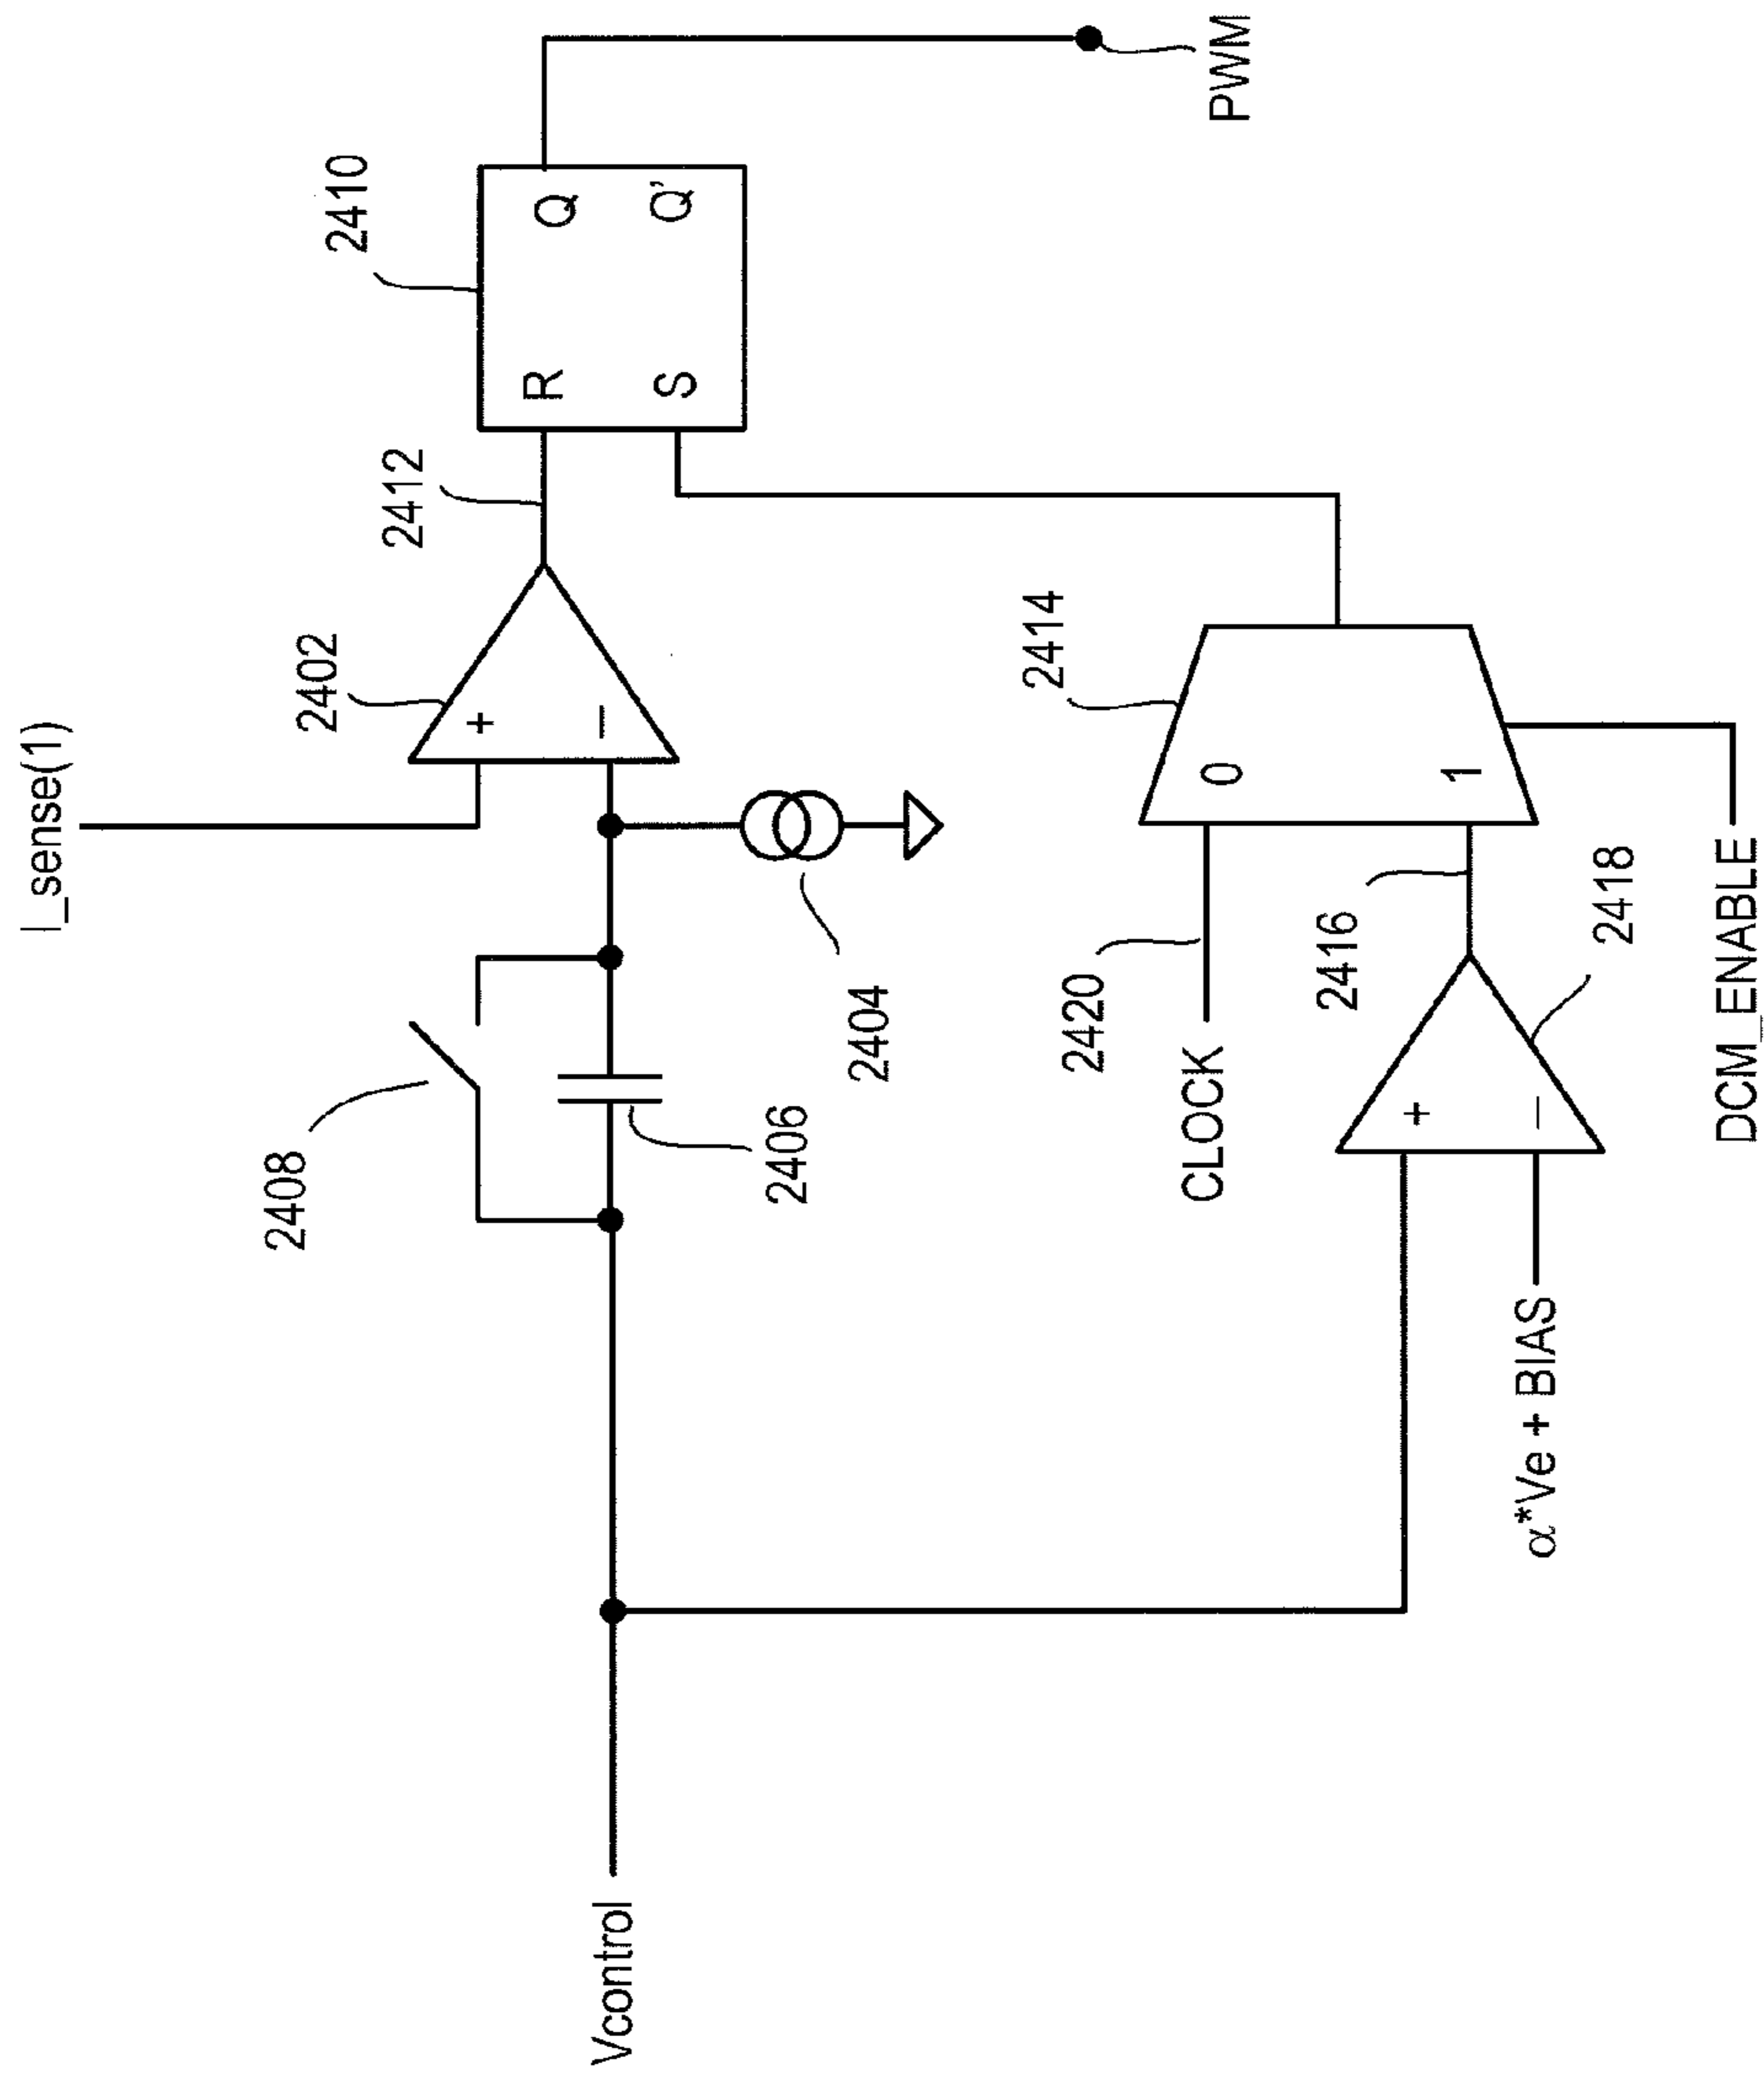 I_sense(1)
2402
2412
2410
R
Q
S
Q'
+
−
2408
2406
2404
Vcontrol
PWM
2414
0
1
CLOCK
2420
2416
2418
+
−
α*Ve + BIAS
DCM_ENABLE